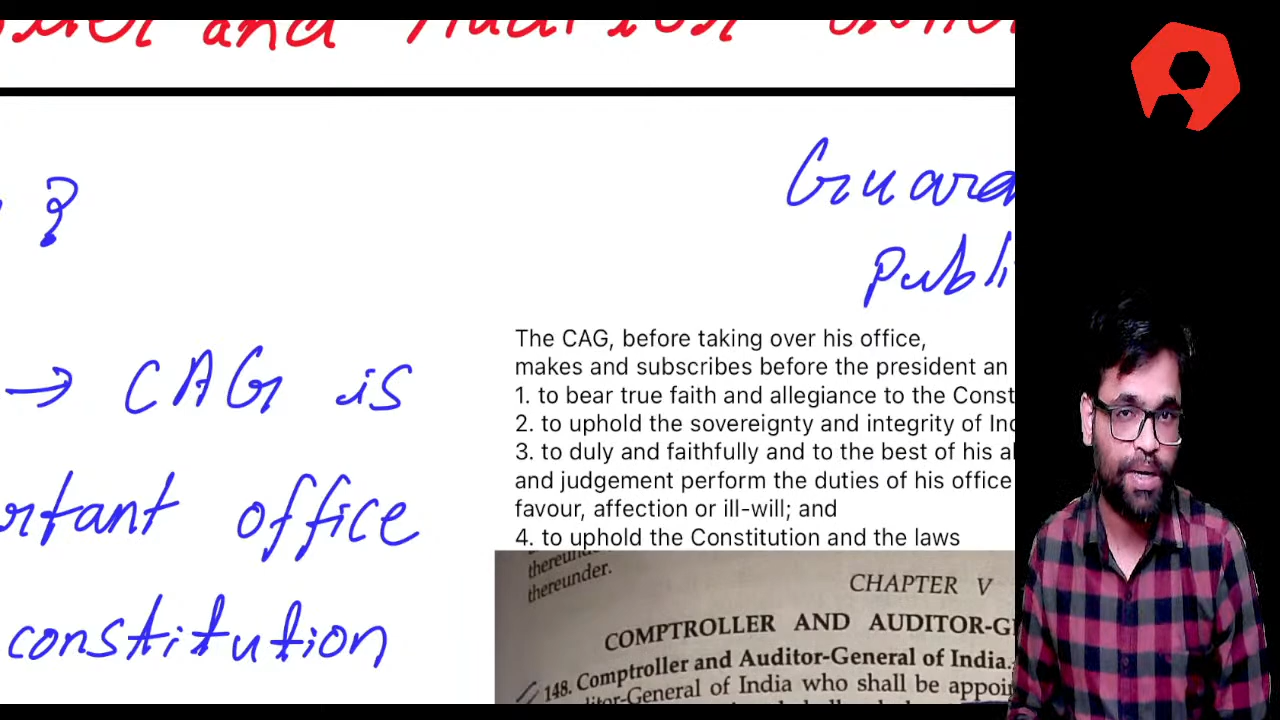 and
?
Guard
publi
→ CAG is
office
constitution
The CAG, before taking over his office,
makes and subscribes before the president an
1. to bear true faith and allegiance to the Const
2. to uphold the sovereignty and integrity of Ind
3. to duly and faithfully and to the best of his a
and judgement perform the duties of his office
favour, affection or ill-will; and
4. to uphold the Constitution and the laws
thereunder.
CHAPTER V
COMPTROLLER AND AUDITOR-G
148. Comptroller and Auditor-General of India.
ditor-General of India who shall be appoin